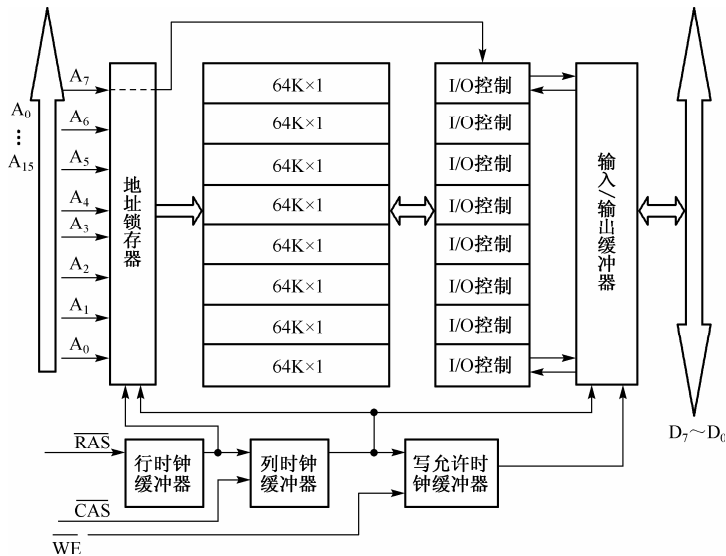 A0
…
A15
A7
A6
A5
A4
A3
A2
A1
A0
地址锁存器
64K×1
64K×1
64K×1
64K×1
64K×1
64K×1
64K×1
64K×1
I/O控制
I/O控制
I/O控制
I/O控制
I/O控制
I/O控制
I/O控制
I/O控制
输入/输出缓冲器
D7～D0
RAS
CAS
WE
行时钟
缓冲器
列时钟
缓冲器
写允许时
钟缓冲器